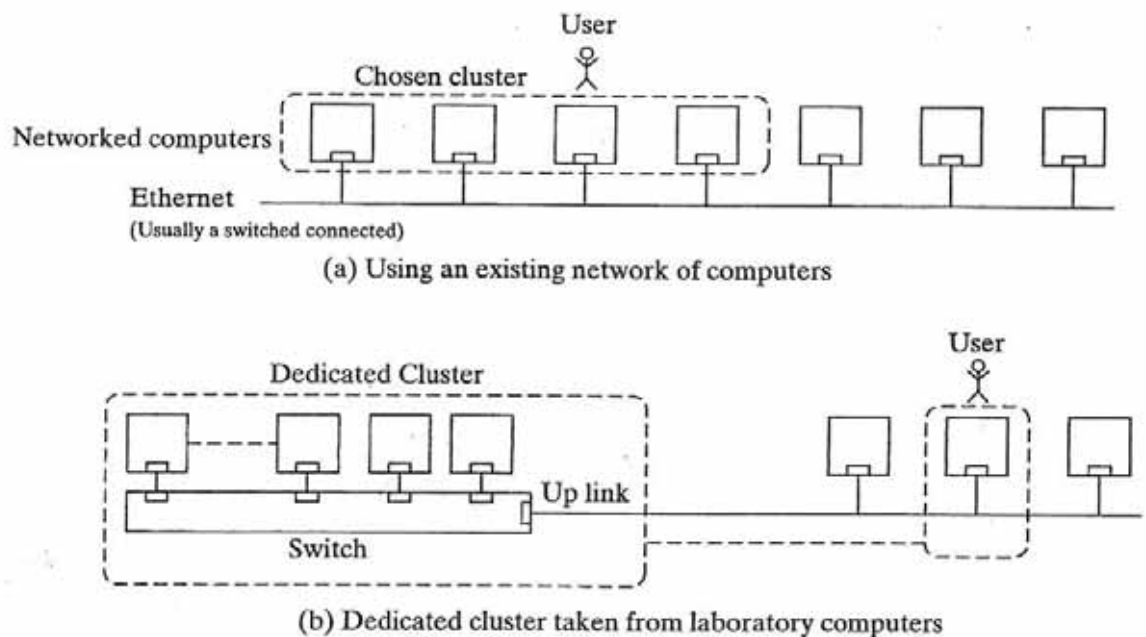 User
Chosen cluster
Networked computers
Ethernet
(Usually a switched connected)
(a) Using an existing network of computers
User
Dedicated Cluster
Up link
Switch
(b) Dedicated cluster taken from laboratory computers